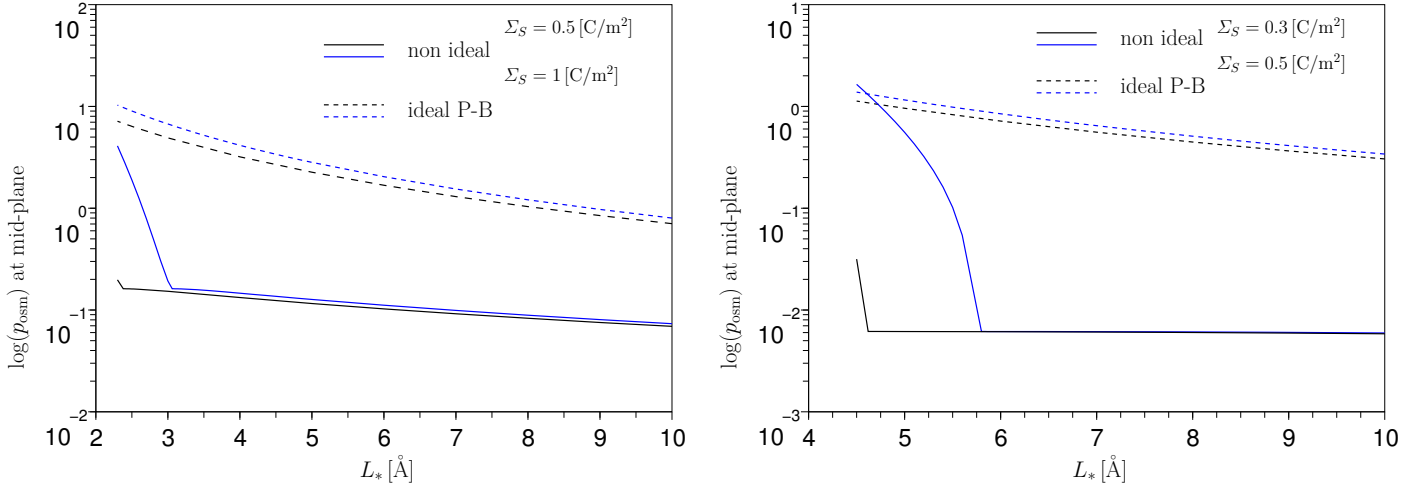 10 2
Σ_S = 0.5 [C/m²]
non ideal
Σ_S = 1 [C/m²]
ideal P-B
10 1
10 0
10 −1
10 −2
log(p_osm) at mid-plane
2 3 4 5 6 7 8 9 10
L_* [Å]
10 1
Σ_S = 0.3 [C/m²]
non ideal
Σ_S = 0.5 [C/m²]
ideal P-B
10 0
10 −1
10 −2
10 −3
log(p_osm) at mid-plane
4 5 6 7 8 9 10
L_* [Å]